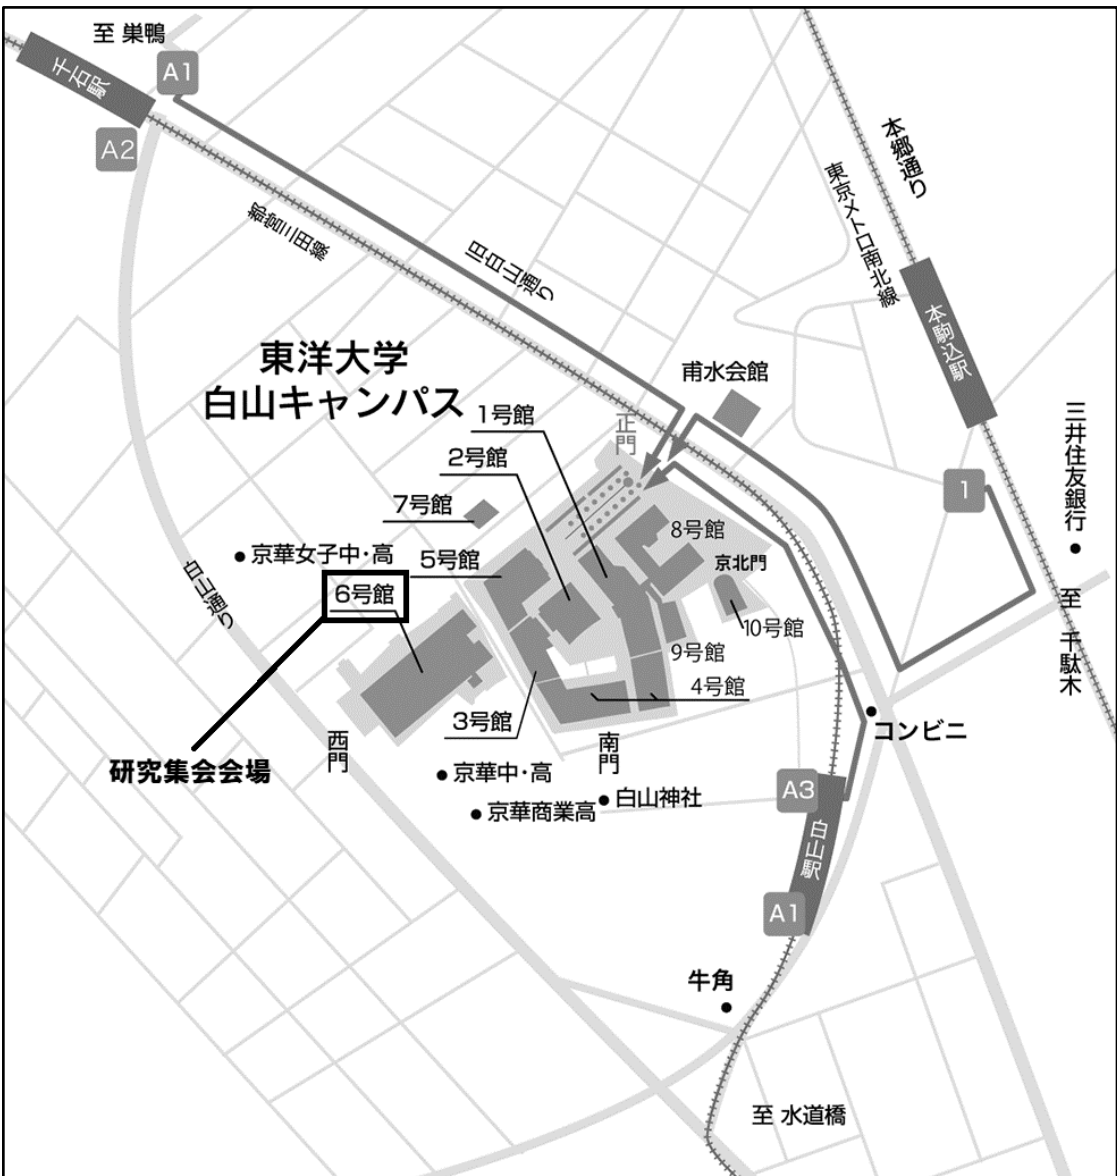 至 巣鴨
千石駅
A1
A2
本郷通り
東京メトロ南北線
都営三田線
旧白山通り
本駒込駅
東洋大学
白山キャンパス
甫水会館
三井住友銀行
1号館
正門
2号館
1
7号館
8号館
京華女子中・高
5号館
京北門
白山通り
6号館
至 千駄木
10号館
9号館
4号館
3号館
コンビニ
西門
南門
研究集会会場
京華中・高
A3
白山神社
京華商業高
白山駅
A1
牛角
至 水道橋